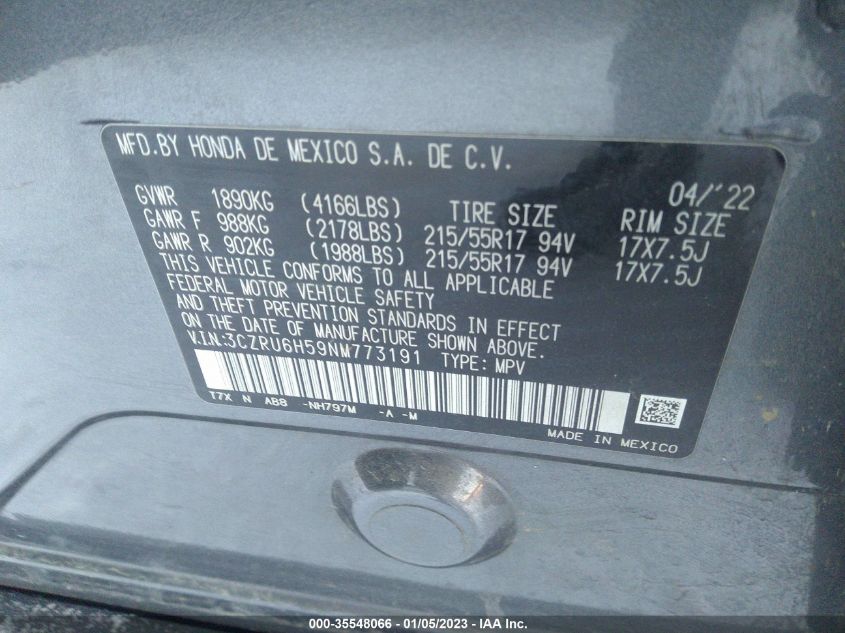 MFD.BY HONDA DE MEXICO S.A. DE C.V.
04/'22
GVWR 1890KG (4166LBS) TIRE SIZE RIM SIZE
GAWR F 988KG (2178LBS) 215/55R17 94V 17X7.5J
GAWR R 902KG (1988LBS) 215/55R17 94V 17X7.5J
THIS VEHICLE CONFORMS TO ALL APPLICABLE
FEDERAL MOTOR VEHICLE SAFETY
AND THEFT PREVENTION STANDARDS IN EFFECT
ON THE DATE OF MANUFACTURE SHOWN ABOVE.
V.I.N:3CZRU6H59NM773191 TYPE: MPV
T7X N AB8 -NH797M -A -M
MADE IN MEXICO
000-35548066 - 01/05/2023 - IAA Inc.